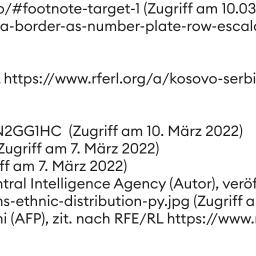 o/#footnote-target-1 (Zugriff am 10.03
a-border-as-number-plate-row-escal
https://www.rferl.org/a/kosovo-serbi
N2GG1HC (Zugriff am 10. März 2022)
Zugriff am 7. März 2022)
ff am 7. März 2022)
ntral Intelligence Agency (Autor), veröf
ns-ethnic-distribution-py.jpg (Zugriff a
ni (AFP), zit. nach RFE/RL https://www.r